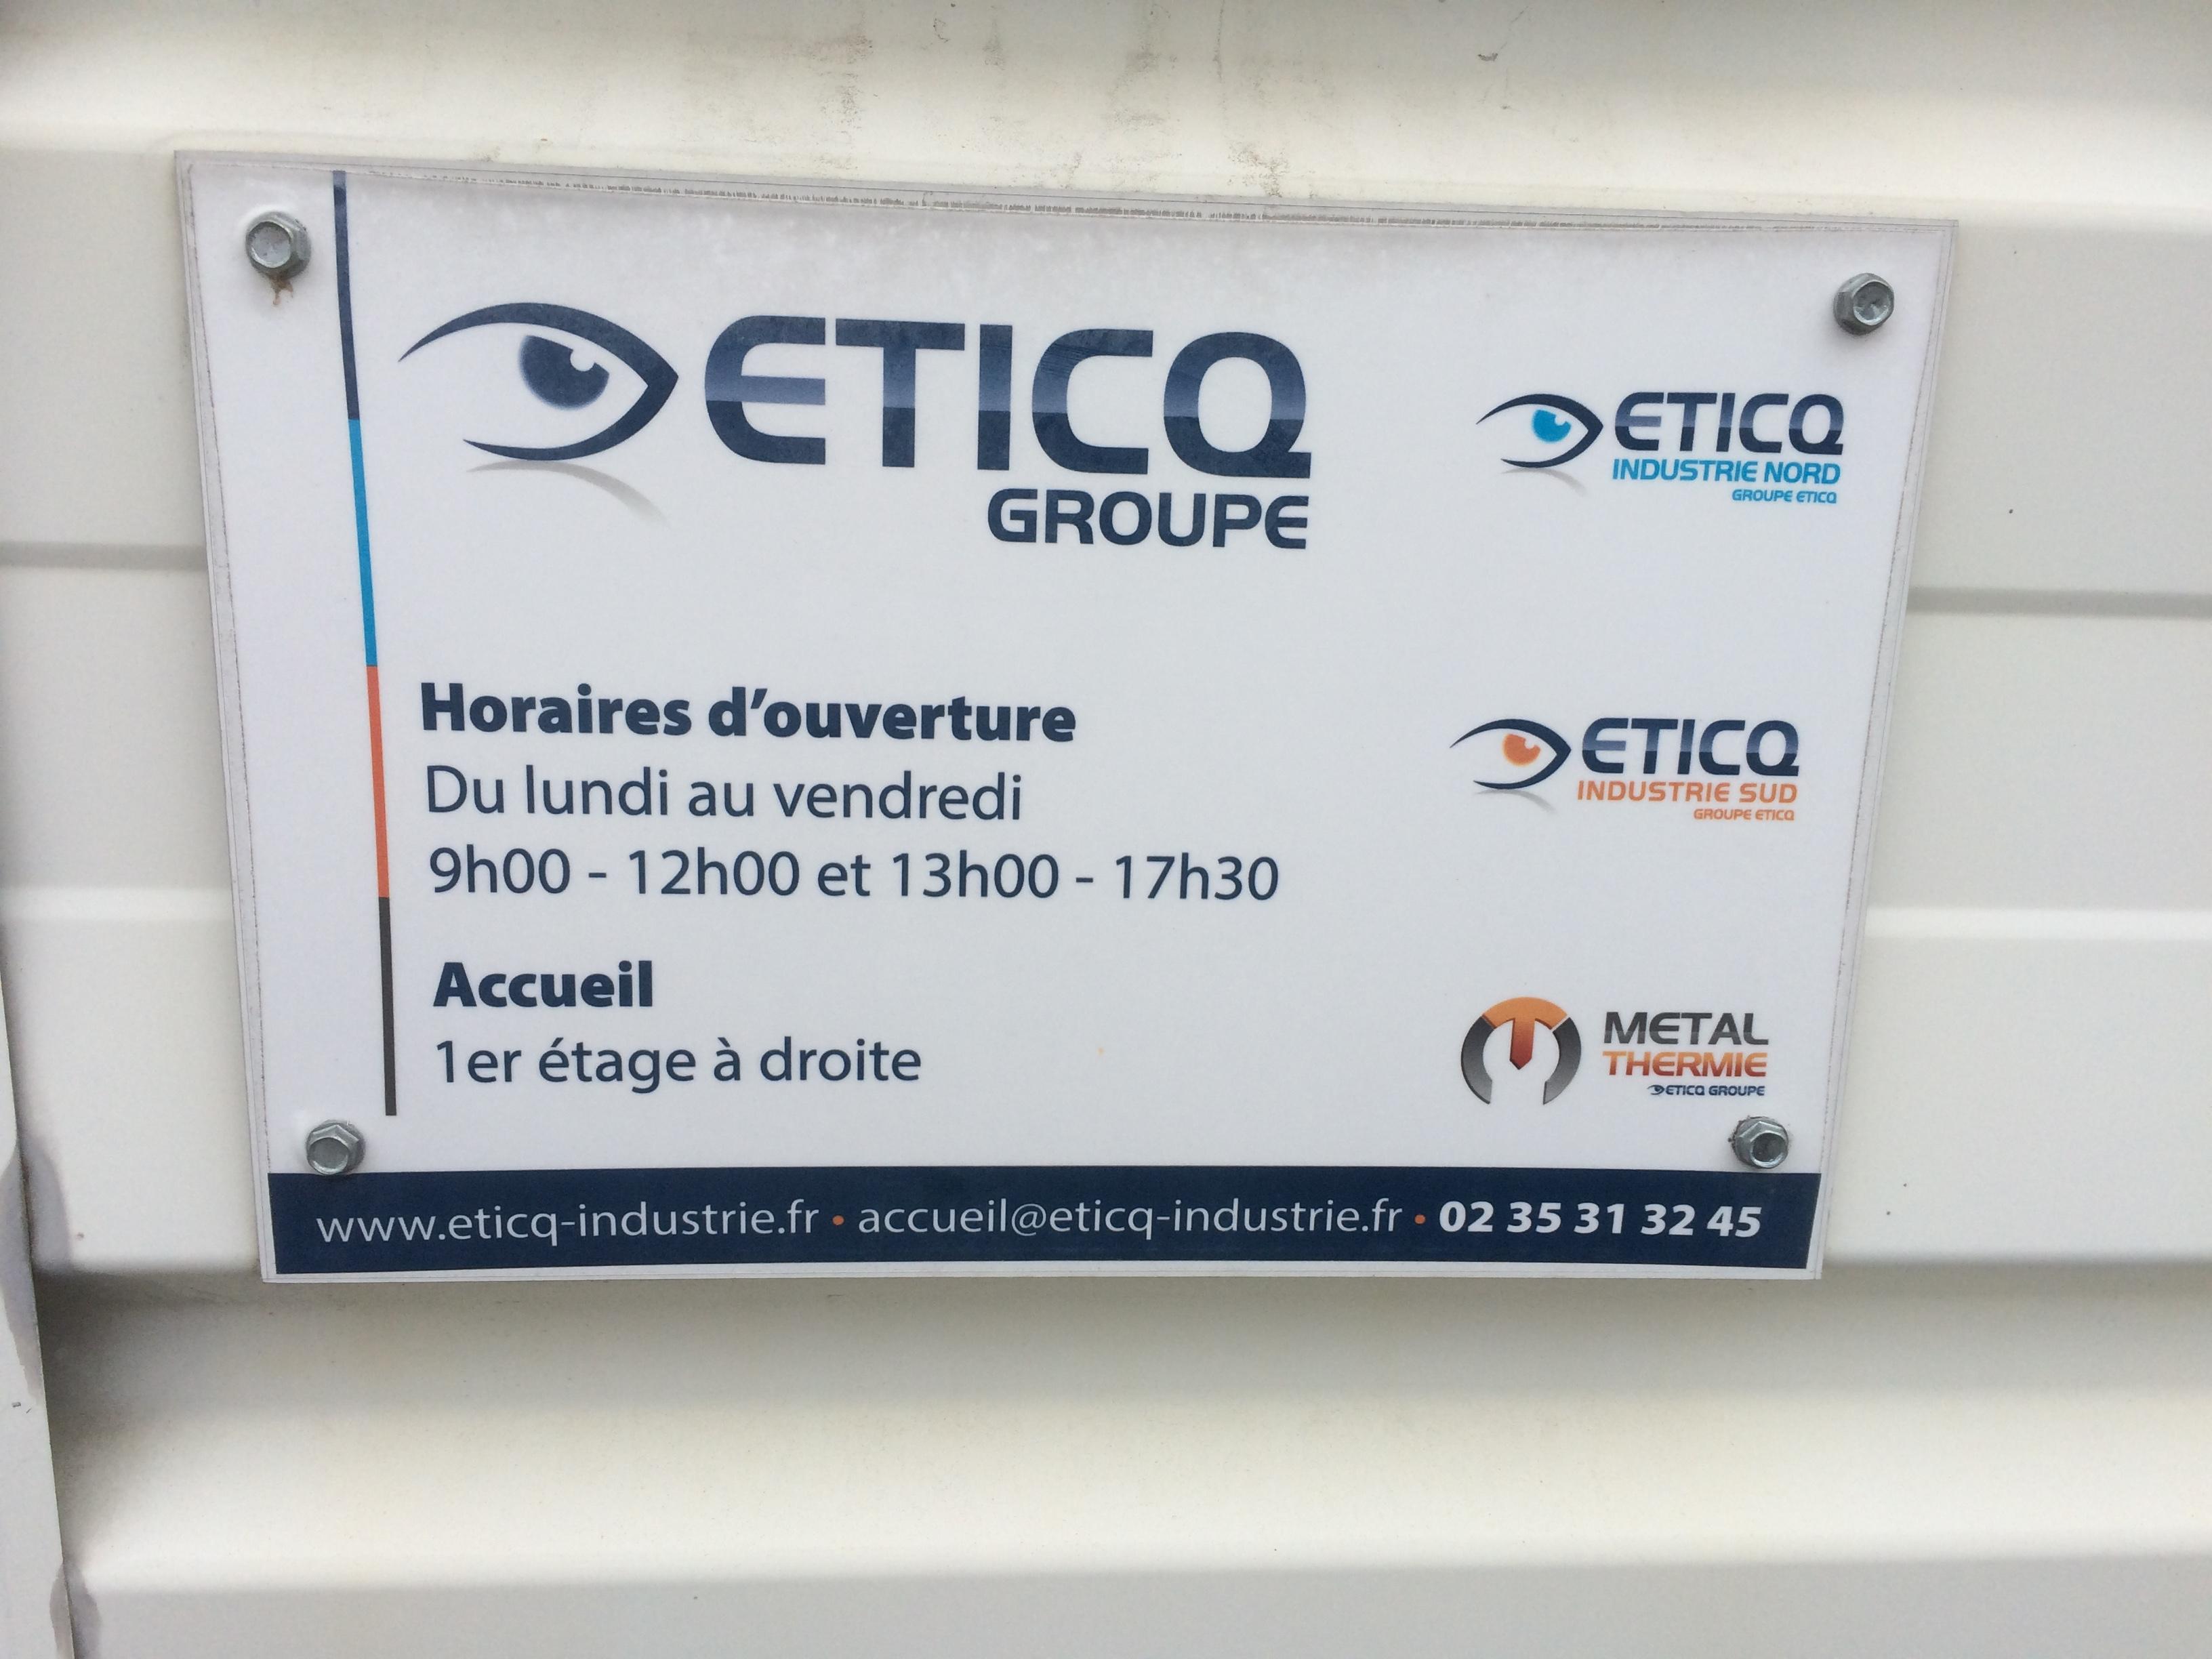 ETICQ
GROUPE
ETICQ
INDUSTRIE NORD
GROUPE ETICQ
Horaires d'ouverture
Du lundi au vendredi
9h00 - 12h00 et 13h00 - 17h30
ETICQ
INDUSTRIE SUD
GROUPE ETICQ
Accueil
1er étage à droite
METAL
THERMIE
ETICQ GROUPE
www.eticq-industrie.fr • accueil@eticq-industrie.fr • 02 35 31 32 45